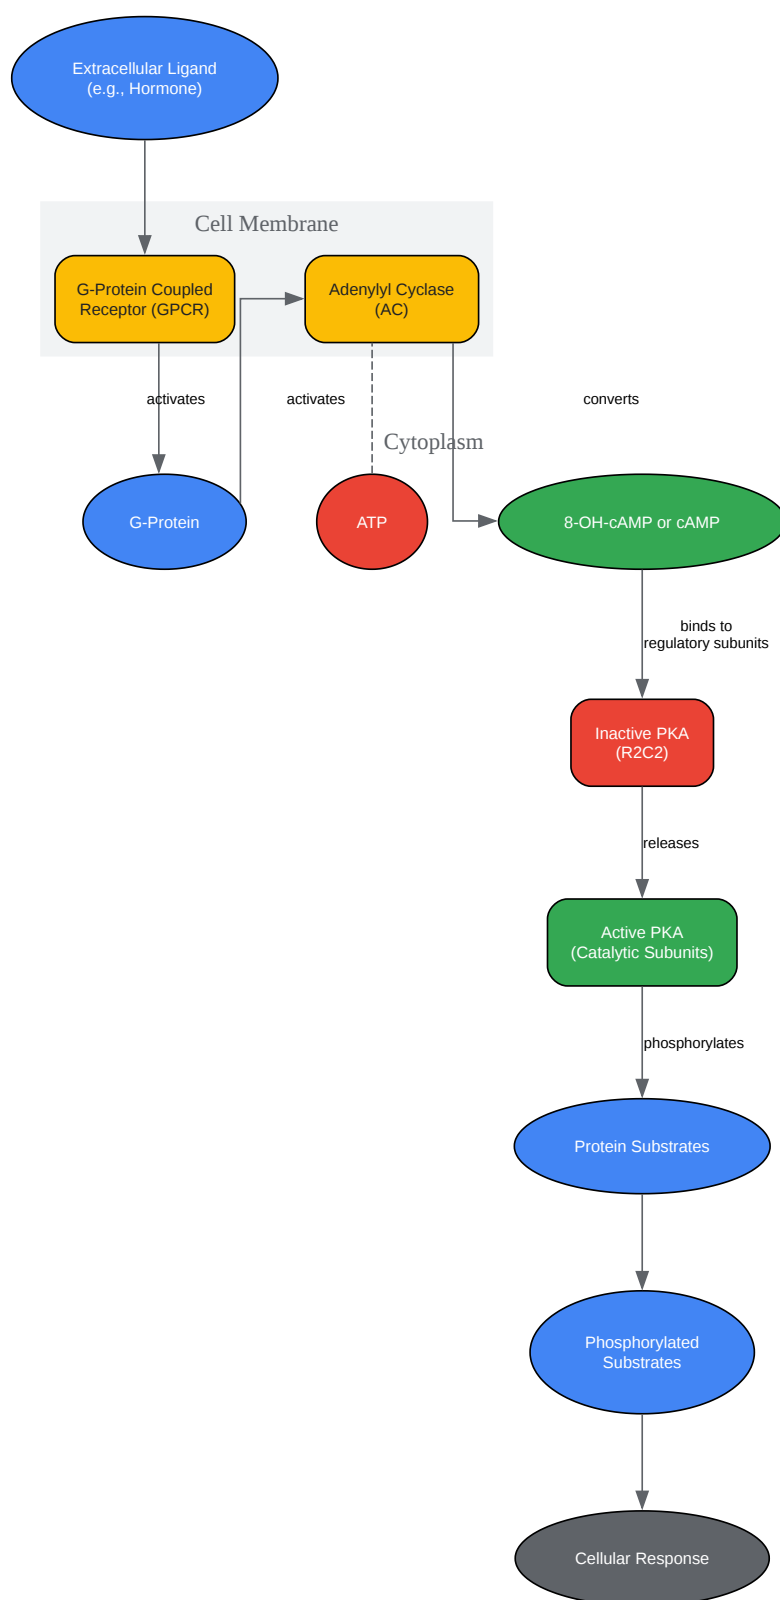 Extracellular Ligand
(e.g., Hormone)
Cell Membrane
G-Protein Coupled
Receptor (GPCR)
Adenylyl Cyclase
(AC)
activates
activates
converts
Cytoplasm
G-Protein
ATP
8-OH-cAMP or cAMP
binds to
regulatory subunits
Inactive PKA
(R2C2)
releases
Active PKA
(Catalytic Subunits)
phosphorylates
Protein Substrates
Phosphorylated
Substrates
Cellular Response